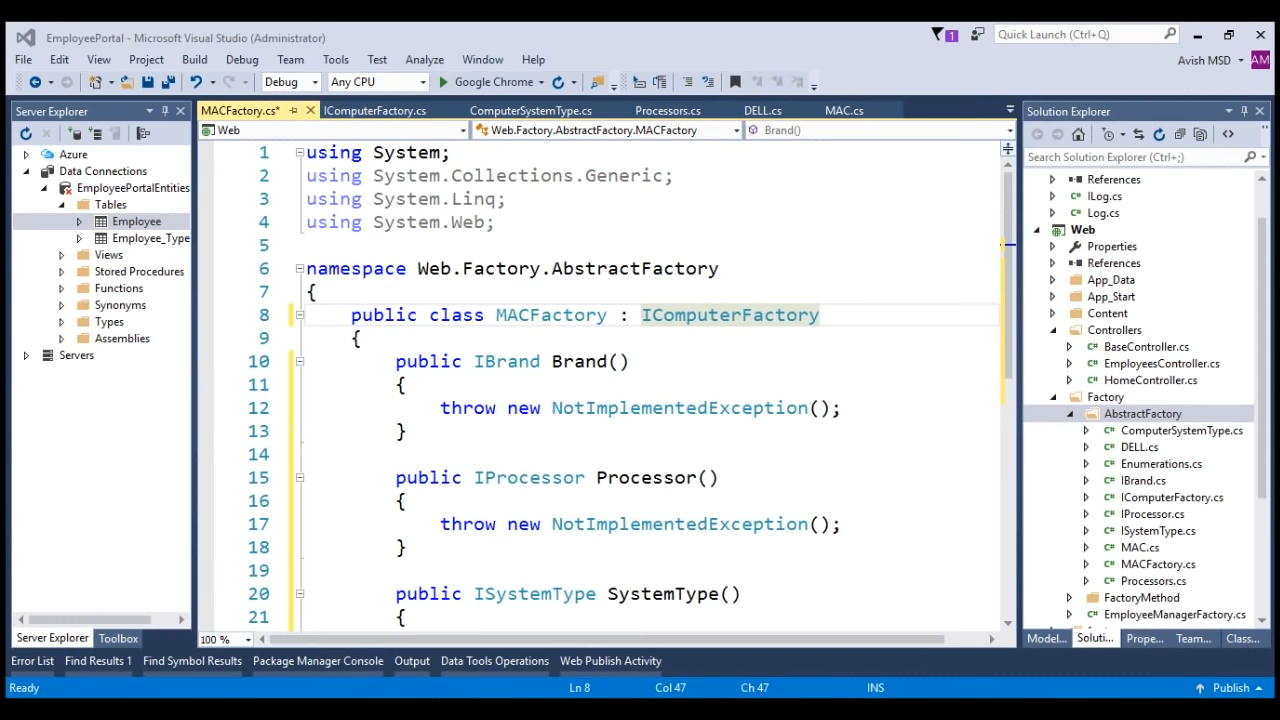 EmployeePortal - Microsoft Visual Studio (Administrator)
1
Quick Launch (Ctrl+Q)
File Edit View Project Build Debug Team Tools Test Analyze Window Help
Avish MSD
AM
Debug
Any CPU
Google Chrome
Server Explorer
Azure
Data Connections
EmployeePortalEntities
Tables
Employee
Employee_Type
Views
Stored Procedures
Functions
Synonyms
Types
Assemblies
Servers
Server Explorer Toolbox
MACFactory.cs* IComputerFactory.cs ComputerSystemType.cs Processors.cs DELL.cs MAC.cs
Web Web.Factory.AbstractFactory.MACFactory Brand()
1 using System;
2 using System.Collections.Generic;
3 using System.Linq;
4 using System.Web;
5
6 namespace Web.Factory.AbstractFactory
7 {
8 public class MACFactory : IComputerFactory
9 {
10 public IBrand Brand()
11 {
12 throw new NotImplementedException();
13 }
14
15 public IProcessor Processor()
16 {
17 throw new NotImplementedException();
18 }
19
20 public ISystemType SystemType()
21 {
100 %
Solution Explorer
Search Solution Explorer (Ctrl+;)
References
ILog.cs
Log.cs
Web
Properties
References
App_Data
App_Start
Content
Controllers
BaseController.cs
EmployeesController.cs
HomeController.cs
Factory
AbstractFactory
ComputerSystemType.cs
DELL.cs
Enumerations.cs
IBrand.cs
IComputerFactory.cs
IProcessor.cs
ISystemType.cs
MAC.cs
MACFactory.cs
Processors.cs
FactoryMethod
EmployeeManagerFactory.cs
Model... Soluti... Prope... Team... Class...
Error List Find Results 1 Find Symbol Results Package Manager Console Output Data Tools Operations Web Publish Activity
Ready Ln 8 Col 47 Ch 47 INS Publish